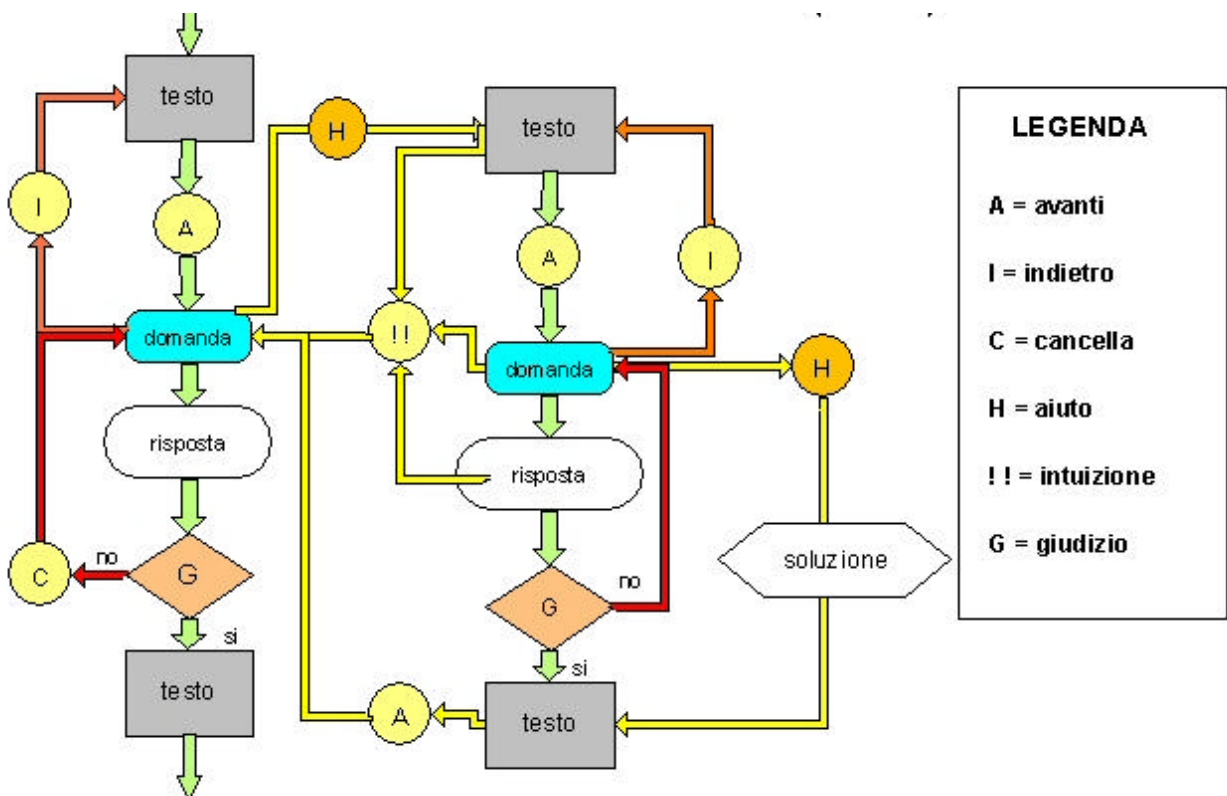 testo
H
testo
I
A
A
I
domanda
!!
domanda
H
risposta
risposta
no
C
G
si
G
no
soluzione
testo
si
A
testo
LEGENDA
A = avanti
I = indietro
C = cancella
H = aiuto
! ! = intuizione
G = giudizio